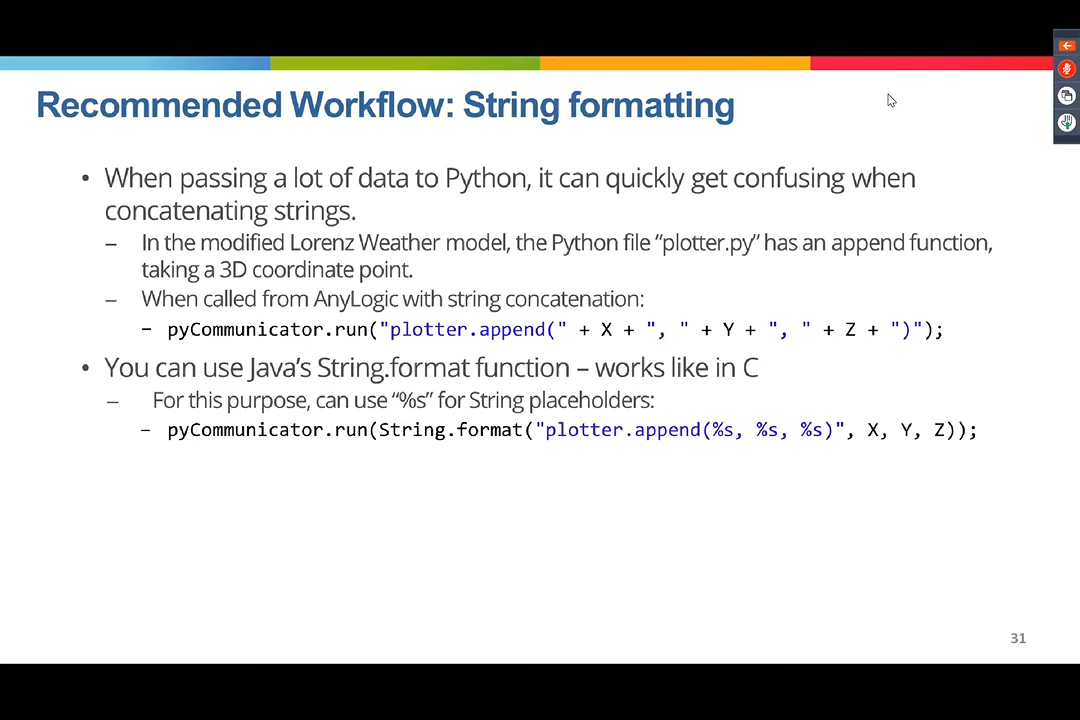 Recommended Workflow: String formatting
• When passing a lot of data to Python, it can quickly get confusing when
concatenating strings.
– In the modified Lorenz Weather model, the Python file “plotter.py” has an append function,
taking a 3D coordinate point.
– When called from AnyLogic with string concatenation:
– pyCommunicator.run("plotter.append(" + X + ", " + Y + ", " + Z + ")");
• You can use Java’s String.format function – works like in C
– For this purpose, can use “%s” for String placeholders:
– pyCommunicator.run(String.format("plotter.append(%s, %s, %s)", X, Y, Z));
31